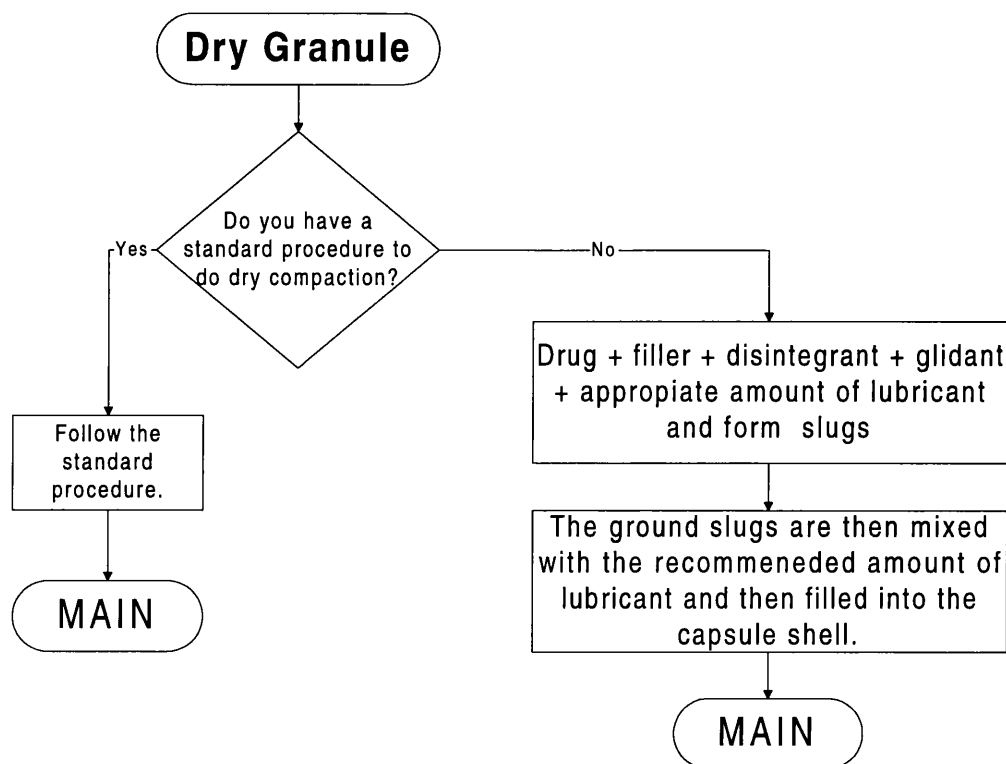 Dry Granule
Do you have a
standard procedure to
do dry compaction?
Yes
No
Follow the
standard
procedure.
MAIN
Drug + filler + disintegrant + glidant
+ appropiate amount of lubricant
and form slugs
The ground slugs are then mixed
with the recommeneded amount of
lubricant and then filled into the
capsule shell.
MAIN